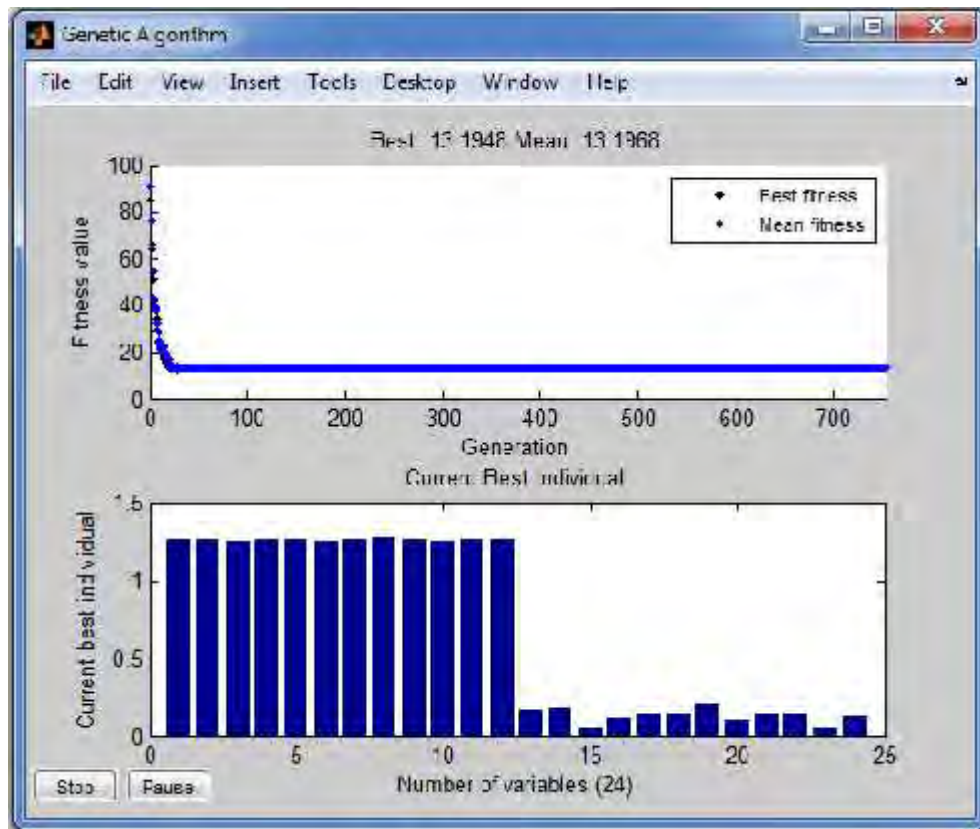 Genetic Algorithm
File Edit View Insert Tools Desktop Window Help
Best: 13.1948 Mean: 13.1968
100
80
60
40
20
0
Fitness value
Best fitness
Mean fitness
0 100 200 300 400 500 600 700
Generation
Current Best Individual
1.5
1
0.5
0
Current best individual
0 5 10 15 20 25
Number of variables (24)
Stop Pause